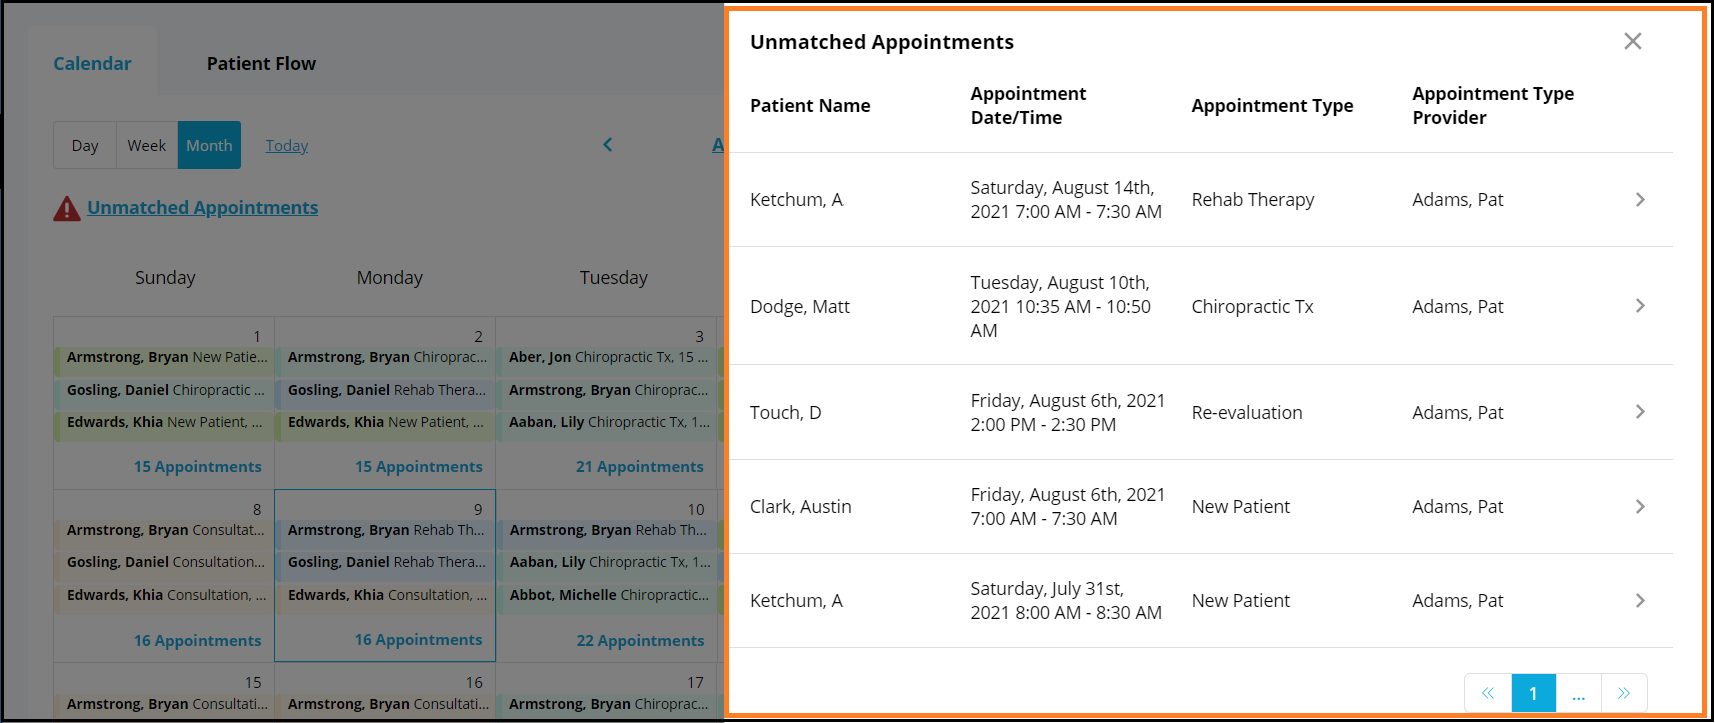 Calendar
Patient Flow
Day Week Month Today
Unmatched Appointments
Sunday Monday Tuesday
1 2 3
Armstrong, Bryan New Patie... Armstrong, Bryan Chiroprac... Aber, Jon Chiropractic Tx, 15 ...
Gosling, Daniel Chiropractic ... Gosling, Daniel Rehab Thera... Armstrong, Bryan Chiroprac...
Edwards, Khia New Patient, ... Edwards, Khia New Patient, ... Aaban, Lily Chiropractic Tx, 1...
15 Appointments 15 Appointments 21 Appointments
8 9 10
Armstrong, Bryan Consultat... Armstrong, Bryan Rehab Th... Armstrong, Bryan Rehab Th...
Gosling, Daniel Consultation... Gosling, Daniel Rehab Thera... Aaban, Lily Chiropractic Tx, 1...
Edwards, Khia Consultation, ... Edwards, Khia Consultation, ... Abbot, Michelle Chiropractic...
16 Appointments 16 Appointments 22 Appointments
15 16 17
Armstrong, Bryan Consultati... Armstrong, Bryan Consultati... Armstrong, Bryan Chiroprac...
Unmatched Appointments
Patient Name
Appointment
Date/Time
Appointment Type
Appointment Type
Provider
Ketchum, A
Saturday, August 14th,
2021 7:00 AM - 7:30 AM
Rehab Therapy
Adams, Pat
Dodge, Matt
Tuesday, August 10th,
2021 10:35 AM - 10:50
AM
Chiropractic Tx
Adams, Pat
Touch, D
Friday, August 6th, 2021
2:00 PM - 2:30 PM
Re-evaluation
Adams, Pat
Clark, Austin
Friday, August 6th, 2021
7:00 AM - 7:30 AM
New Patient
Adams, Pat
Ketchum, A
Saturday, July 31st,
2021 8:00 AM - 8:30 AM
New Patient
Adams, Pat
« 1 ... »